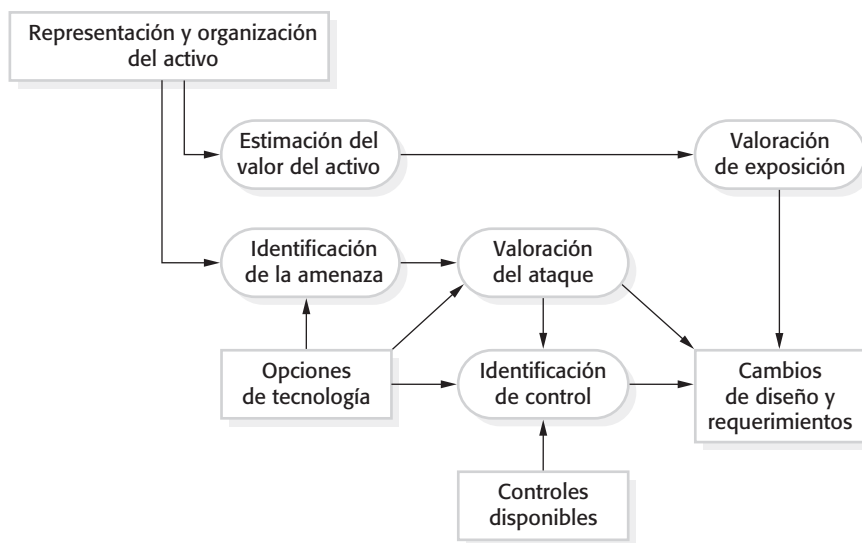 Representación y organización
del activo
Estimación del
valor del activo
Valoración
de exposición
Identificación
de la amenaza
Valoración
del ataque
Opciones
de tecnología
Identificación
de control
Cambios
de diseño y
requerimientos
Controles
disponibles